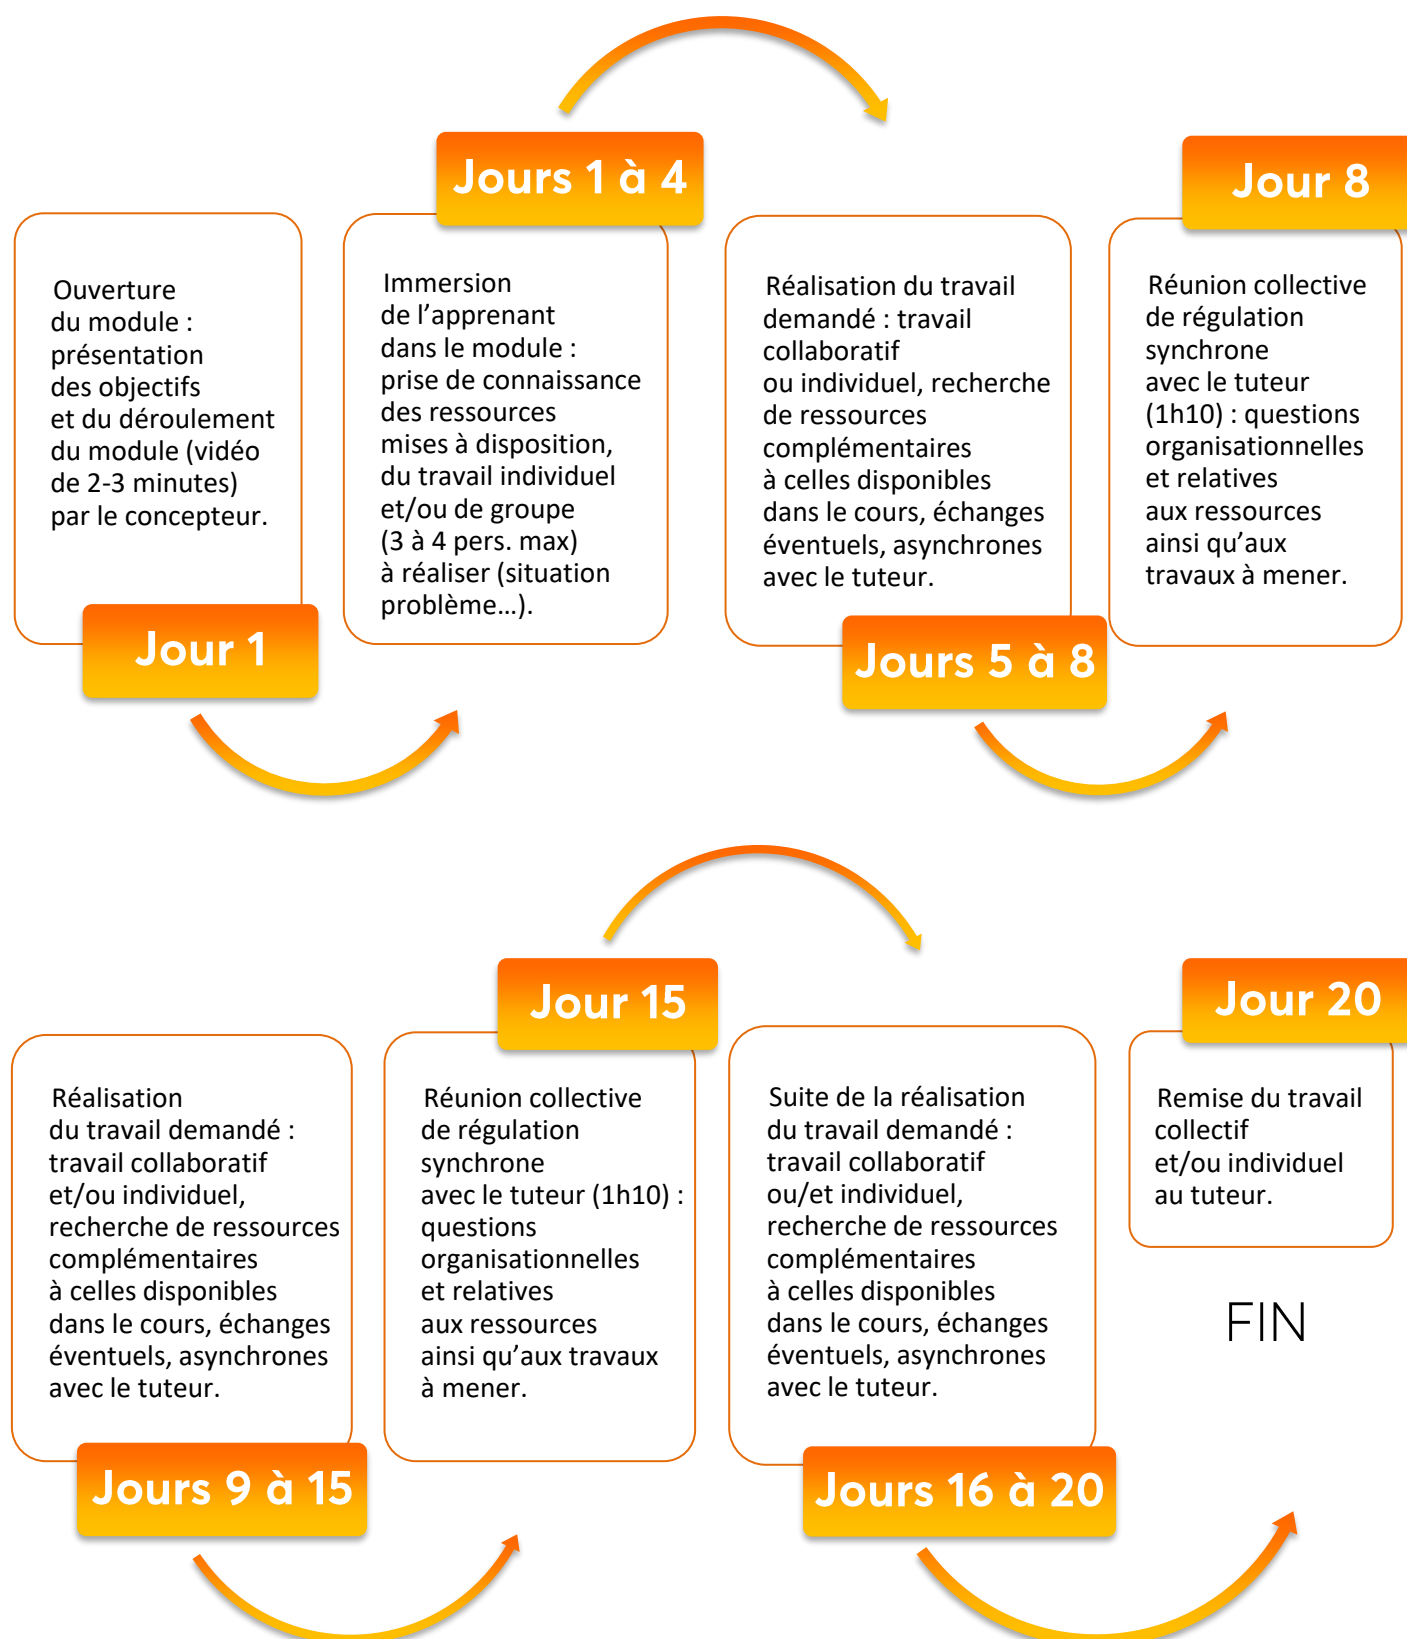 Jour 1
Ouverture
du module :
présentation
des objectifs
et du déroulement
du module (vidéo
de 2-3 minutes)
par le concepteur.
Jours 1 à 4
Immersion
de l’apprenant
dans le module :
prise de connaissance
des ressources
mises à disposition,
du travail individuel
et/ou de groupe
(3 à 4 pers. max)
à réaliser (situation
problème…).
Jours 5 à 8
Réalisation du travail
demandé : travail
collaboratif
ou individuel, recherche
de ressources
complémentaires
à celles disponibles
dans le cours, échanges
éventuels, asynchrones
avec le tuteur.
Jour 8
Réunion collective
de régulation
synchrone
avec le tuteur
(1h10) : questions
organisationnelles
et relatives
aux ressources
ainsi qu’aux
travaux à mener.
Jours 9 à 15
Réalisation
du travail demandé :
travail collaboratif
et/ou individuel,
recherche de ressources
complémentaires
à celles disponibles
dans le cours, échanges
éventuels, asynchrones
avec le tuteur.
Jour 15
Réunion collective
de régulation
synchrone
avec le tuteur (1h10) :
questions
organisationnelles
et relatives
aux ressources
ainsi qu’aux travaux
à mener.
Jours 16 à 20
Suite de la réalisation
du travail demandé :
travail collaboratif
ou/et individuel,
recherche de ressources
complémentaires
à celles disponibles
dans le cours, échanges
éventuels, asynchrones
avec le tuteur.
Jour 20
Remise du travail
collectif
et/ou individuel
au tuteur.
FIN